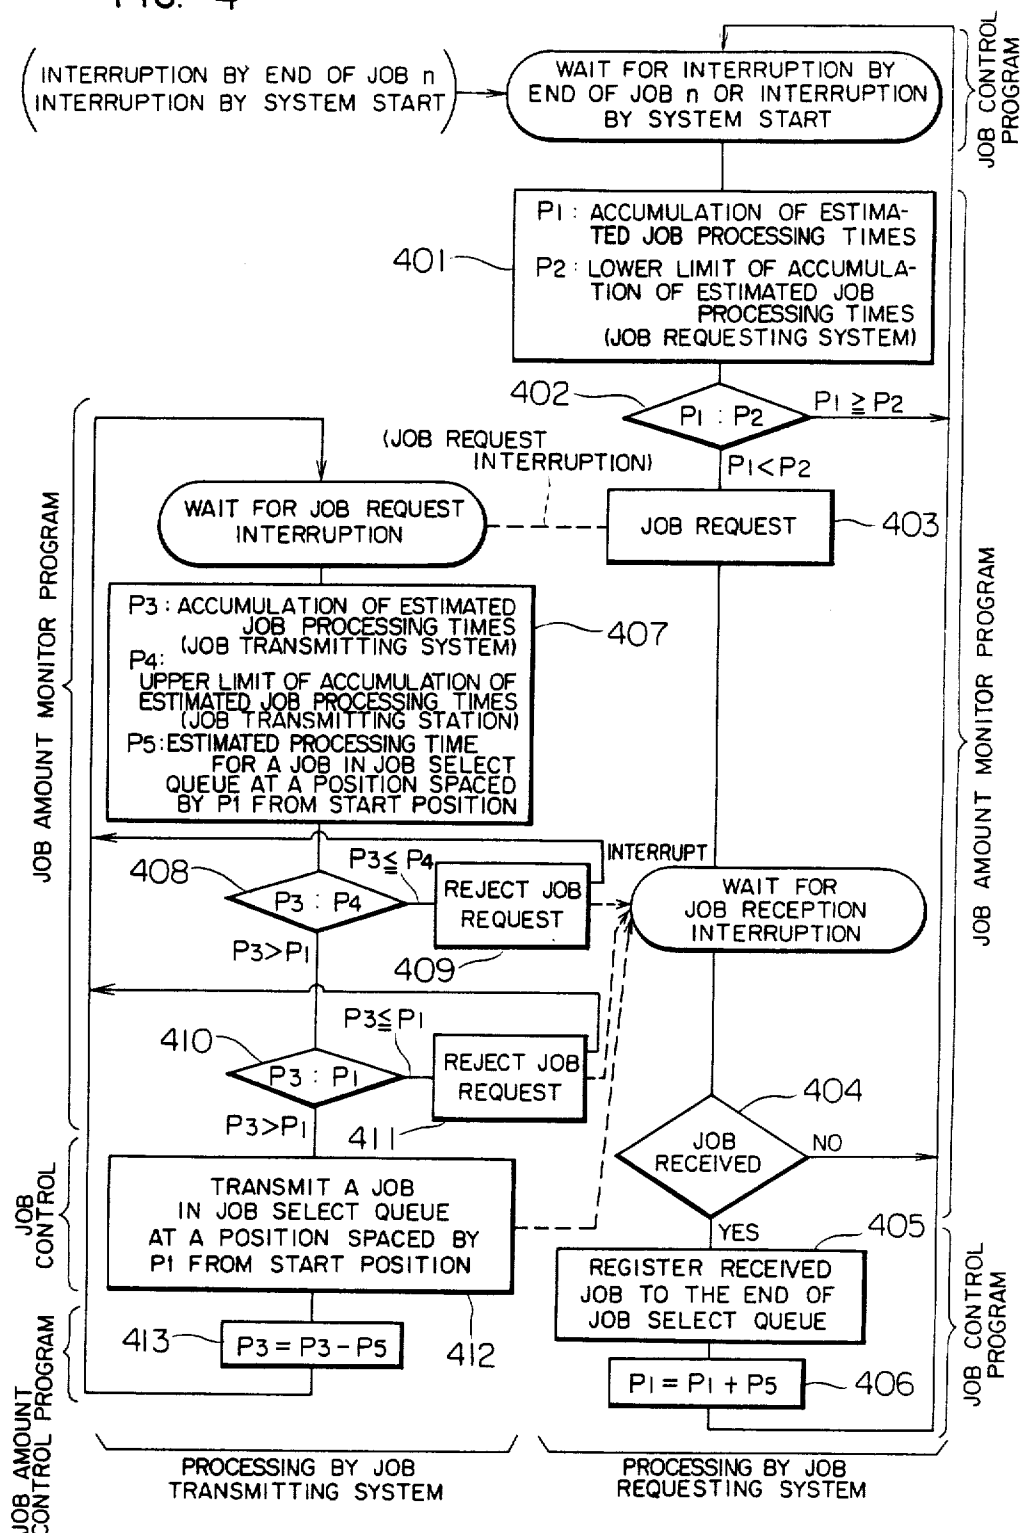 FIG. 4
INTERRUPTION BY END OF JOB n
INTERRUPTION BY SYSTEM START
WAIT FOR INTERRUPTION BY
END OF JOB n OR INTERRUPTION
BY SYSTEM START
JOB CONTROL
PROGRAM
401
P1 : ACCUMULATION OF ESTIMA-
TED JOB PROCESSING TIMES
P2 : LOWER LIMIT OF ACCUMULA-
TION OF ESTIMATED JOB
PROCESSING TIMES
(JOB REQUESTING SYSTEM)
402
P1 : P2
P1 ≧ P2
P1 < P2
(JOB REQUEST
INTERRUPTION)
WAIT FOR JOB REQUEST
INTERRUPTION
JOB REQUEST
403
JOB AMOUNT MONITOR PROGRAM
JOB AMOUNT MONITOR PROGRAM
P3 : ACCUMULATION OF ESTIMATED
JOB PROCESSING TIMES
(JOB TRANSMITTING SYSTEM)
P4:
UPPER LIMIT OF ACCUMULATION OF
ESTIMATED JOB PROCESSING TIMES
(JOB TRANSMITTING STATION)
P5 : ESTIMATED PROCESSING TIME
FOR A JOB IN JOB SELECT
QUEUE AT A POSITION SPACED
BY P1 FROM START POSITION
407
408
P3 : P4
P3 ≦ P4
REJECT JOB
REQUEST
409
P3 > P1
INTERRUPT
WAIT FOR
JOB RECEPTION
INTERRUPTION
410
P3 : P1
P3 ≦ P1
REJECT JOB
REQUEST
411
P3 > P1
404
JOB
RECEIVED
NO
YES
JOB
CONTROL
TRANSMIT A JOB
IN JOB SELECT QUEUE
AT A POSITION SPACED BY
P1 FROM START POSITION
412
405
REGISTER RECEIVED
JOB TO THE END OF
JOB SELECT QUEUE
JOB CONTROL
PROGRAM
413
P3 = P3 - P5
P1 = P1 + P5
406
JOB AMOUNT
CONTROL PROGRAM
PROCESSING BY JOB
TRANSMITTING SYSTEM
PROCESSING BY JOB
REQUESTING SYSTEM